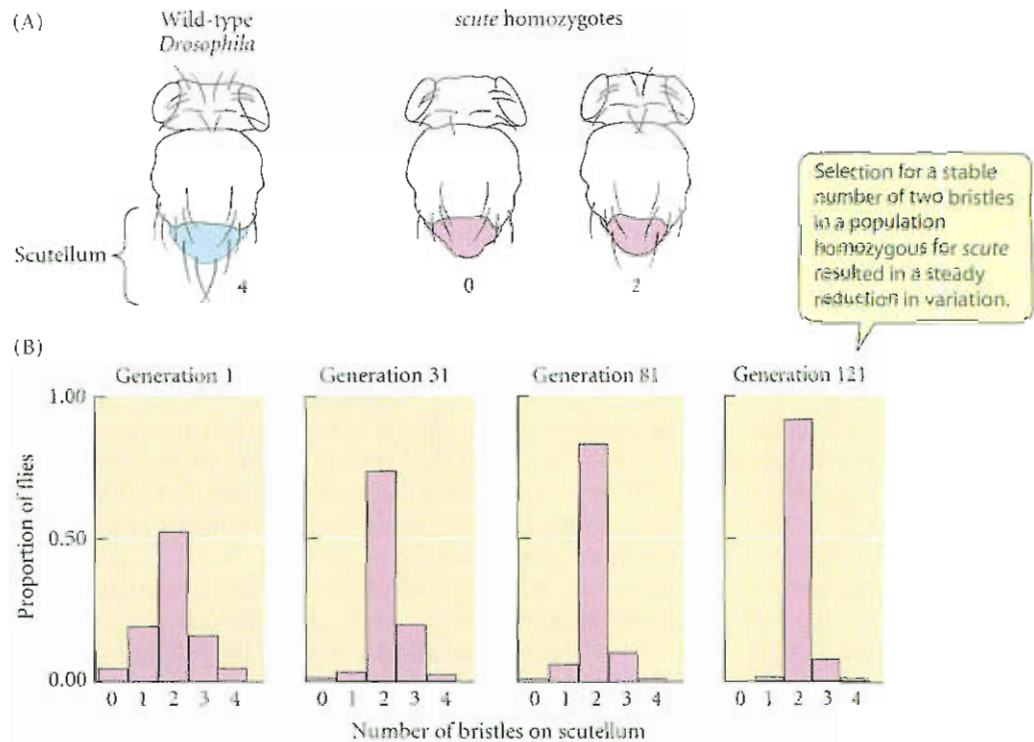 (A)
Wild-type
Drosophila
scute homozygotes
Scutellum
4
0
2
Selection for a stable
number of two bristles
in a population
homozygous for scute
resulted in a steady
reduction in variation.
(B)
Generation 1
Generation 31
Generation 81
Generation 121
1.00
0.50
0.00
Proportion of flies
0 1 2 3 4
0 1 2 3 4
0 1 2 3 4
0 1 2 3 4
Number of bristles on scutellum